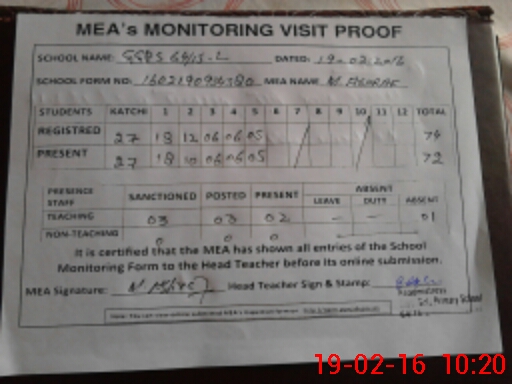 MEA's MONITORING VISIT PROOF
SCHOOL NAME: GGPS DATED: 19-02-2016
SCHOOL FORM NO: MEA NAME M.
STUDENTS KATCHI 1 2 3 4 5 6 7 8 9 10 11 12 TOTAL
REGISTRED 27 18 12 06 06 05 74
PRESENT 27 18 10 06 06 05 72
PRESENCE STAFF SANCTIONED POSTED PRESENT ABSENT
LEAVE DUTY ABSENT
TEACHING 03 03 02 - - 01
NON-TEACHING 0 0 0
It is certified that the MEA has shown all entries of the School
Monitoring Form to the Head Teacher before its online submission.
MEA Signature: Head Teacher Sign & Stamp:
Headmistress
Primary School
19-02-16 10:20